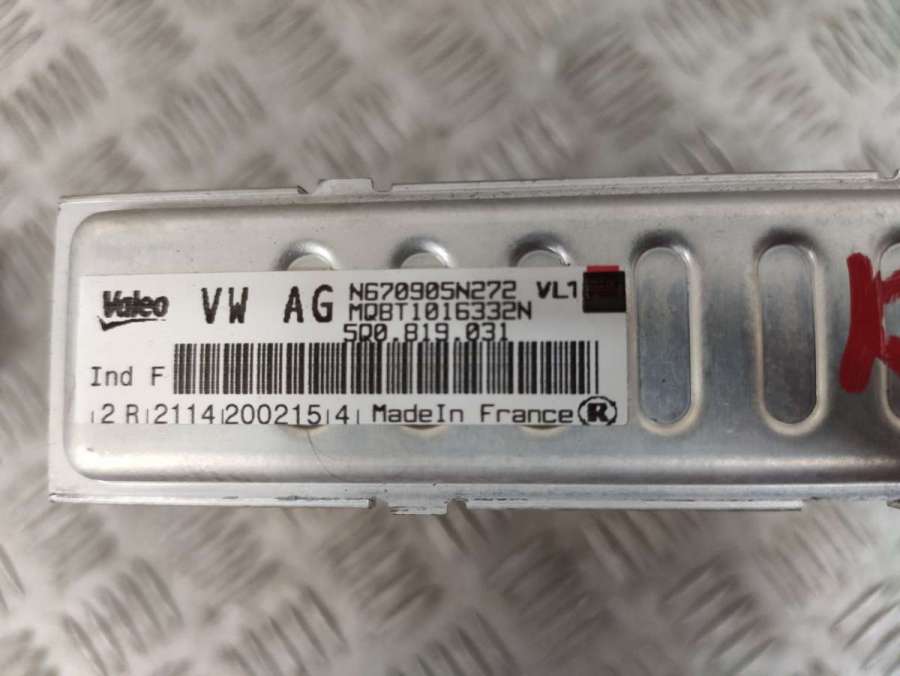 Valeo VW AG N670905N272 VL1
MQBT1016332N
5Q0.819.031
Ind F
2 R 2114 200215 4 MadeIn France R